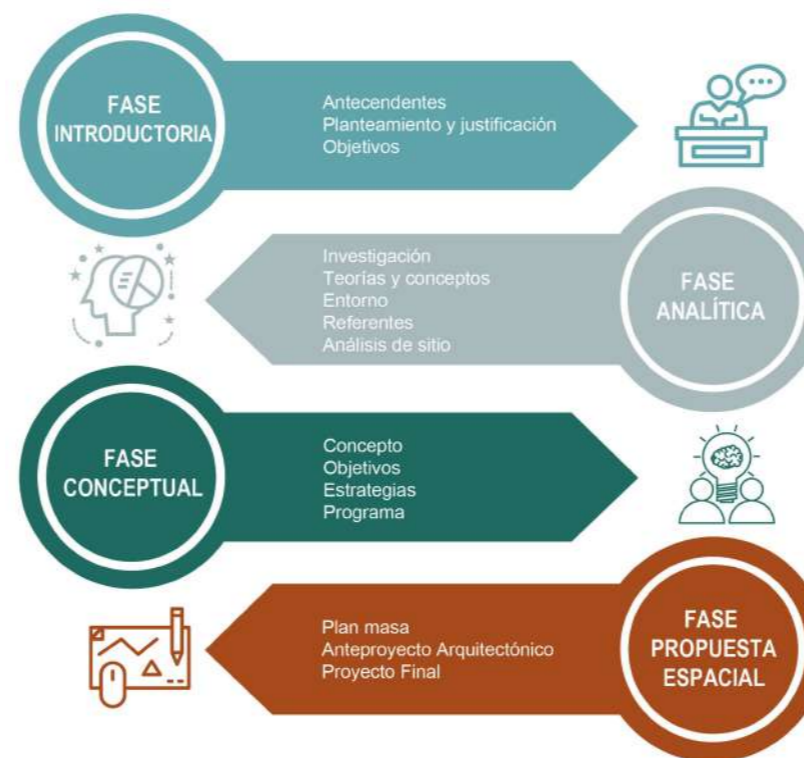 FASE
INTRODUCTORIA
Antecendentes
Planteamiento y justificación
Objetivos
Investigación
Teorías y conceptos
Entorno
Referentes
Análisis de sitio
FASE
ANALÍTICA
FASE
CONCEPTUAL
Concepto
Objetivos
Estrategias
Programa
Plan masa
Anteproyecto Arquitectónico
Proyecto Final
FASE
PROPUESTA
ESPACIAL